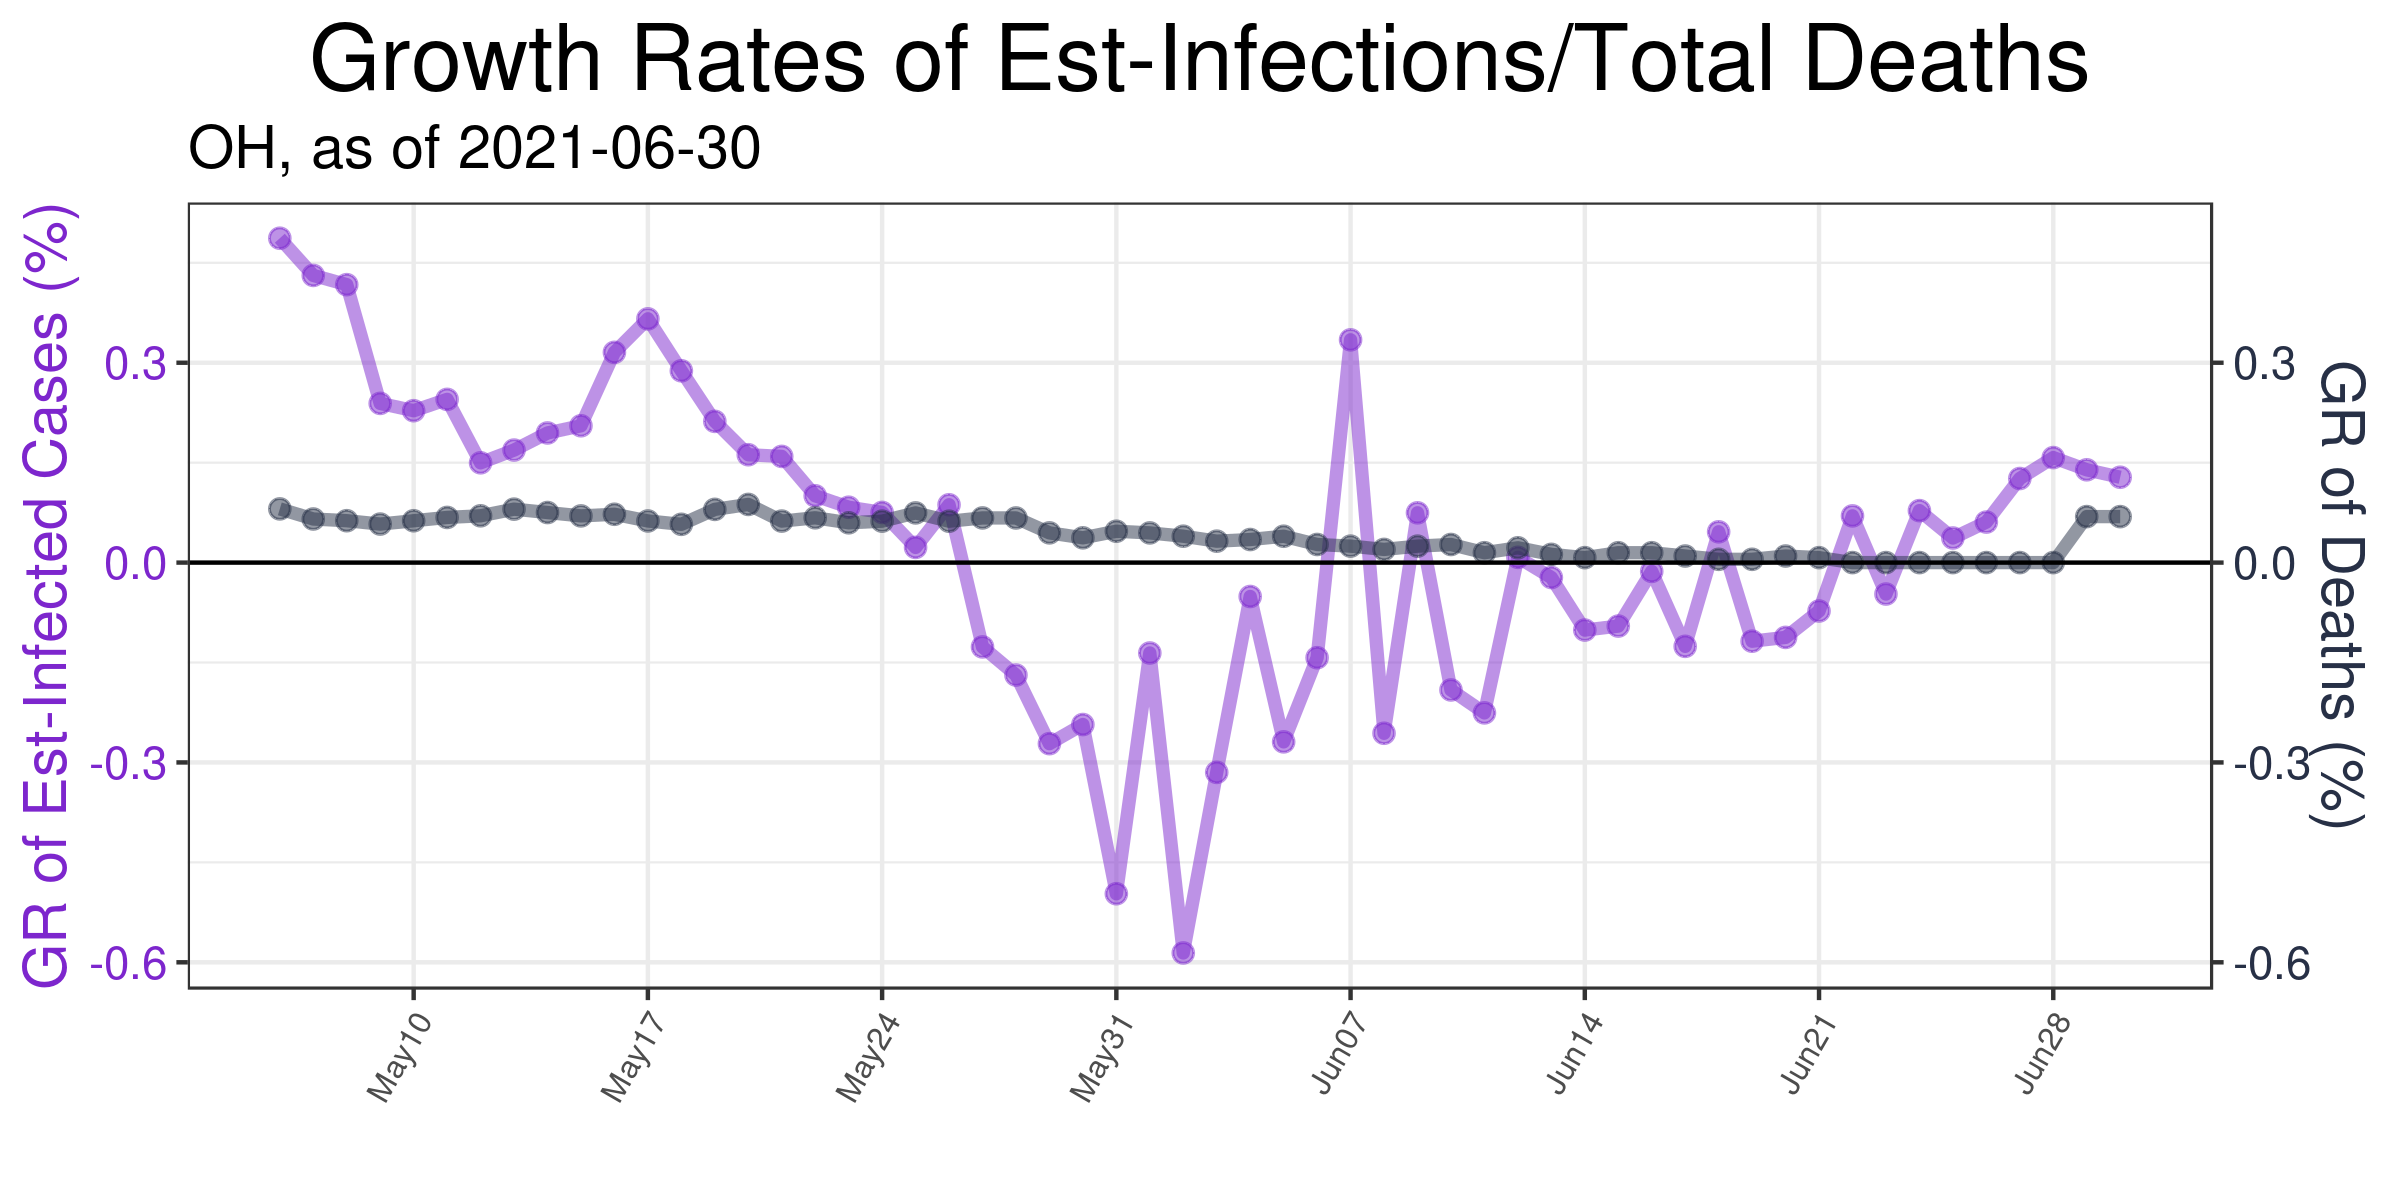 Growth Rates of Est-Infections/Total Deaths
OH, as of 2021-06-30
GR of Est-Infected Cases (%)
0.3
0.0
-0.3
-0.6
0.3
0.0
-0.3
-0.6
GR of Deaths (%)
May10
May17
May24
May31
Jun07
Jun14
Jun21
Jun28